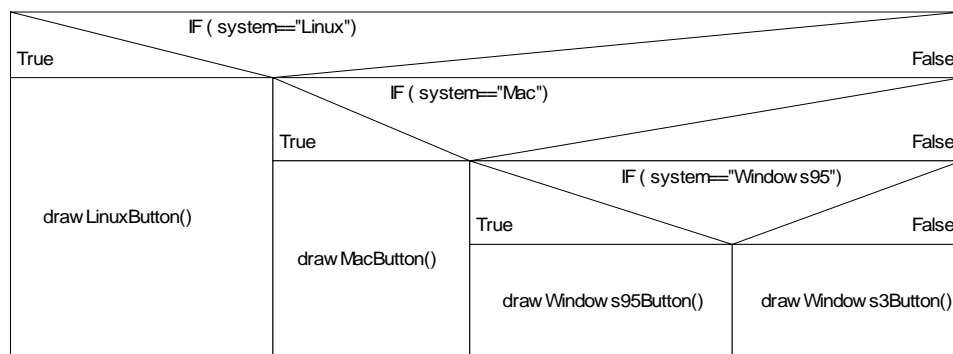 IF ( system=="Linux")
True
False
IF ( system=="Mac")
True
False
IF ( system=="Windows95")
True
False
drawLinuxButton()
drawMacButton()
drawWindows95Button()
drawWindows3Button()